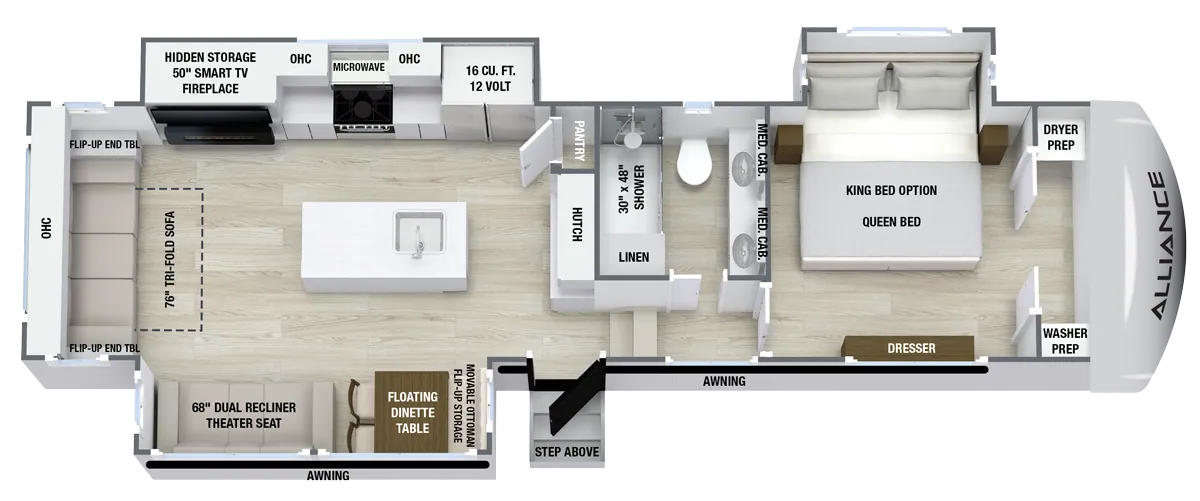 HIDDEN STORAGE
50" SMART TV
FIREPLACE
OHC
MICROWAVE
OHC
16 CU. FT.
12 VOLT
FLIP-UP END TBL
OHC
76" TRI-FOLD SOFA
FLIP-UP END TBL
PANTRY
HUTCH
30" x 48"
SHOWER
LINEN
MED. CAB.
MED. CAB.
KING BED OPTION
QUEEN BED
DRYER
PREP
WASHER
PREP
DRESSER
ALLIANCE
68" DUAL RECLINER
THEATER SEAT
FLOATING
DINETTE
TABLE
MOVABLE OTTOMAN
FLIP-UP STORAGE
AWNING
STEP ABOVE
AWNING